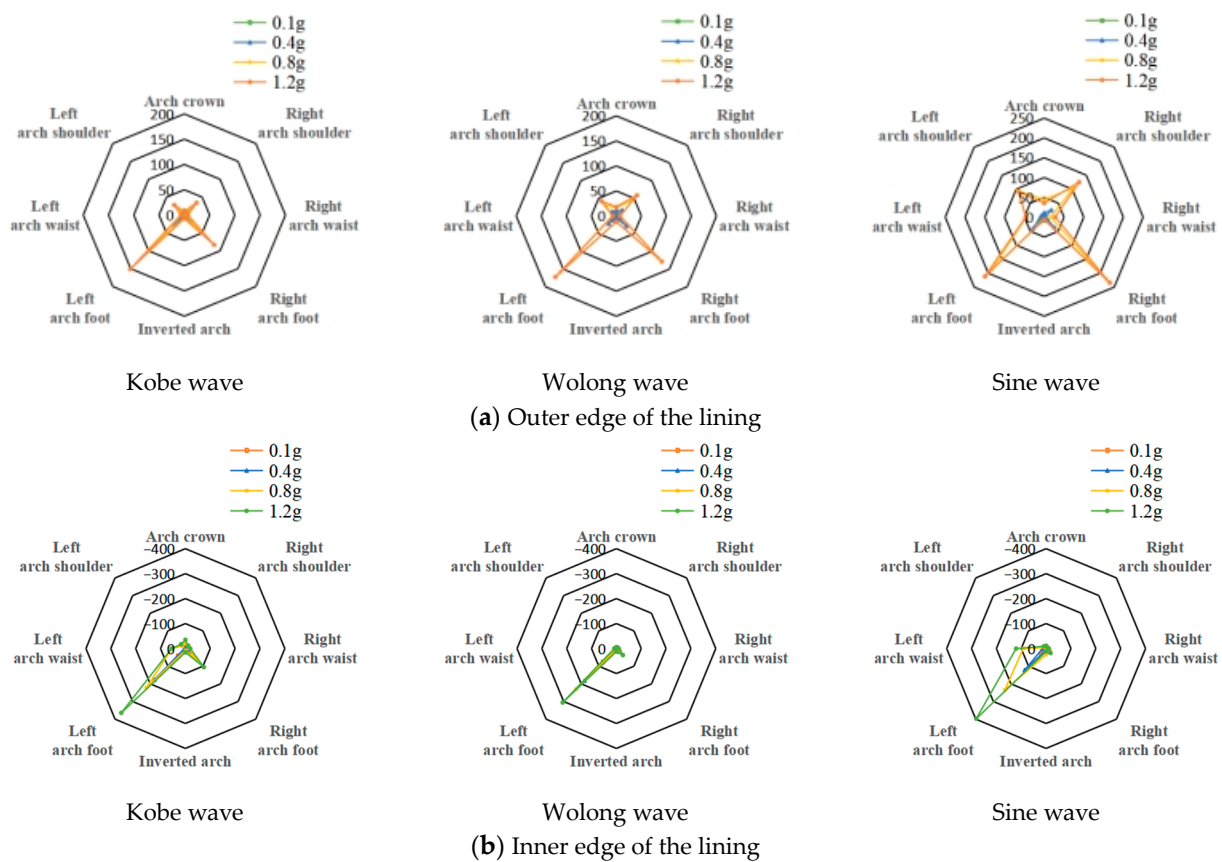 0.1g
0.4g
0.8g
1.2g
Arch crown
Left
arch shoulder
Right
arch shoulder
200
150
100
50
0
Left
arch waist
Right
arch waist
Left
arch foot
Right
arch foot
Inverted arch
Kobe wave
0.1g
0.4g
0.8g
1.2g
Arch crown
Left
arch shoulder
Right
arch shoulder
200
150
100
50
0
Left
arch waist
Right
arch waist
Left
arch foot
Right
arch foot
Inverted arch
Wolong wave
0.1g
0.4g
0.8g
1.2g
Arch crown
Left
arch shoulder
Right
arch shoulder
250
200
150
100
50
0
Left
arch waist
Right
arch waist
Left
arch foot
Right
arch foot
Inverted arch
Sine wave
(a) Outer edge of the lining
0.1g
0.4g
0.8g
1.2g
Arch crown
Left
arch shoulder
Right
arch shoulder
−400
−300
−200
−100
0
Left
arch waist
Right
arch waist
Left
arch foot
Right
arch foot
Inverted arch
Kobe wave
0.1g
0.4g
0.8g
1.2g
Arch crown
Left
arch shoulder
Right
arch shoulder
−400
−300
−200
−100
0
Left
arch waist
Right
arch waist
Left
arch foot
Right
arch foot
Inverted arch
Wolong wave
0.1g
0.4g
0.8g
1.2g
Arch crown
Left
arch shoulder
Right
arch shoulder
−400
−300
−200
−100
0
Left
arch waist
Right
arch waist
Left
arch foot
Right
arch foot
Inverted arch
Sine wave
(b) Inner edge of the lining